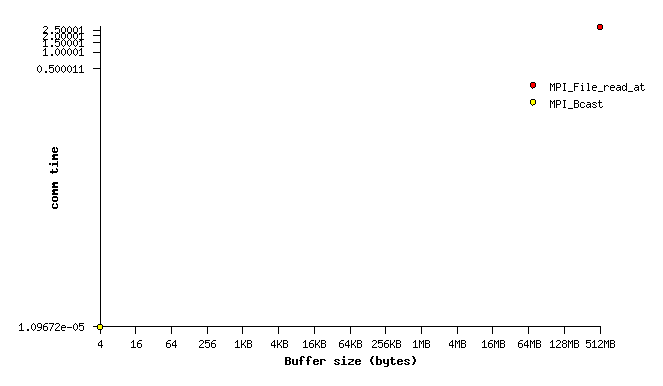 2.50001
2.00001
1.50001
1.00001
0.500011
MPI_File_read_at
MPI_Bcast
comm time
1.09672e-05
4 16 64 256 1KB 4KB 16KB 64KB 256KB 1MB 4MB 16MB 64MB 128MB 512MB
Buffer size (bytes)